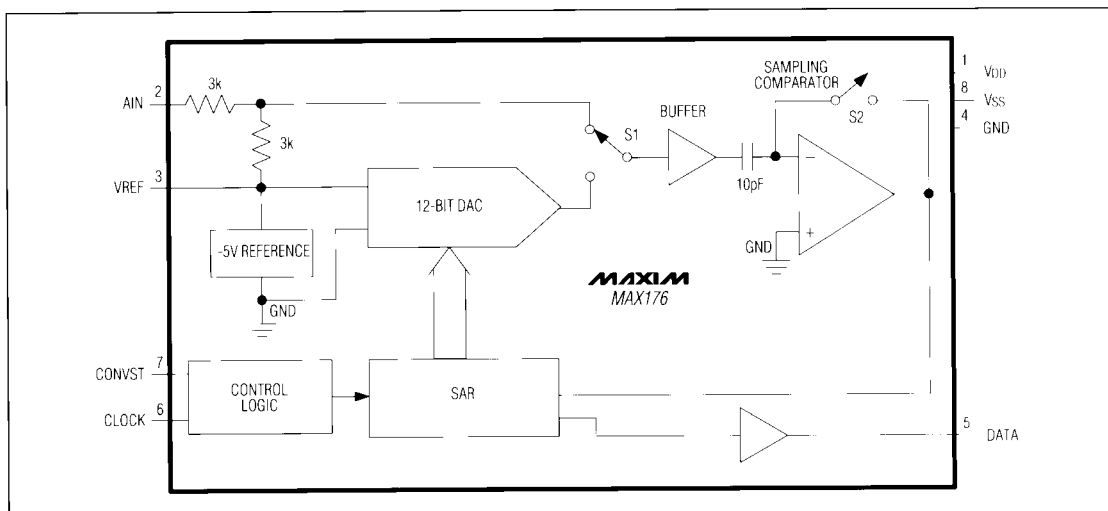 AIN
2
3k
3k
VREF
3
-5V REFERENCE
GND
12-BIT DAC
S1
BUFFER
10pF
SAMPLING
COMPARATOR
S2
−
+
GND
1
VDD
8
VSS
4
GND
MAXIM
MAX176
CONVST
7
CLOCK
6
CONTROL
LOGIC
SAR
5
DATA